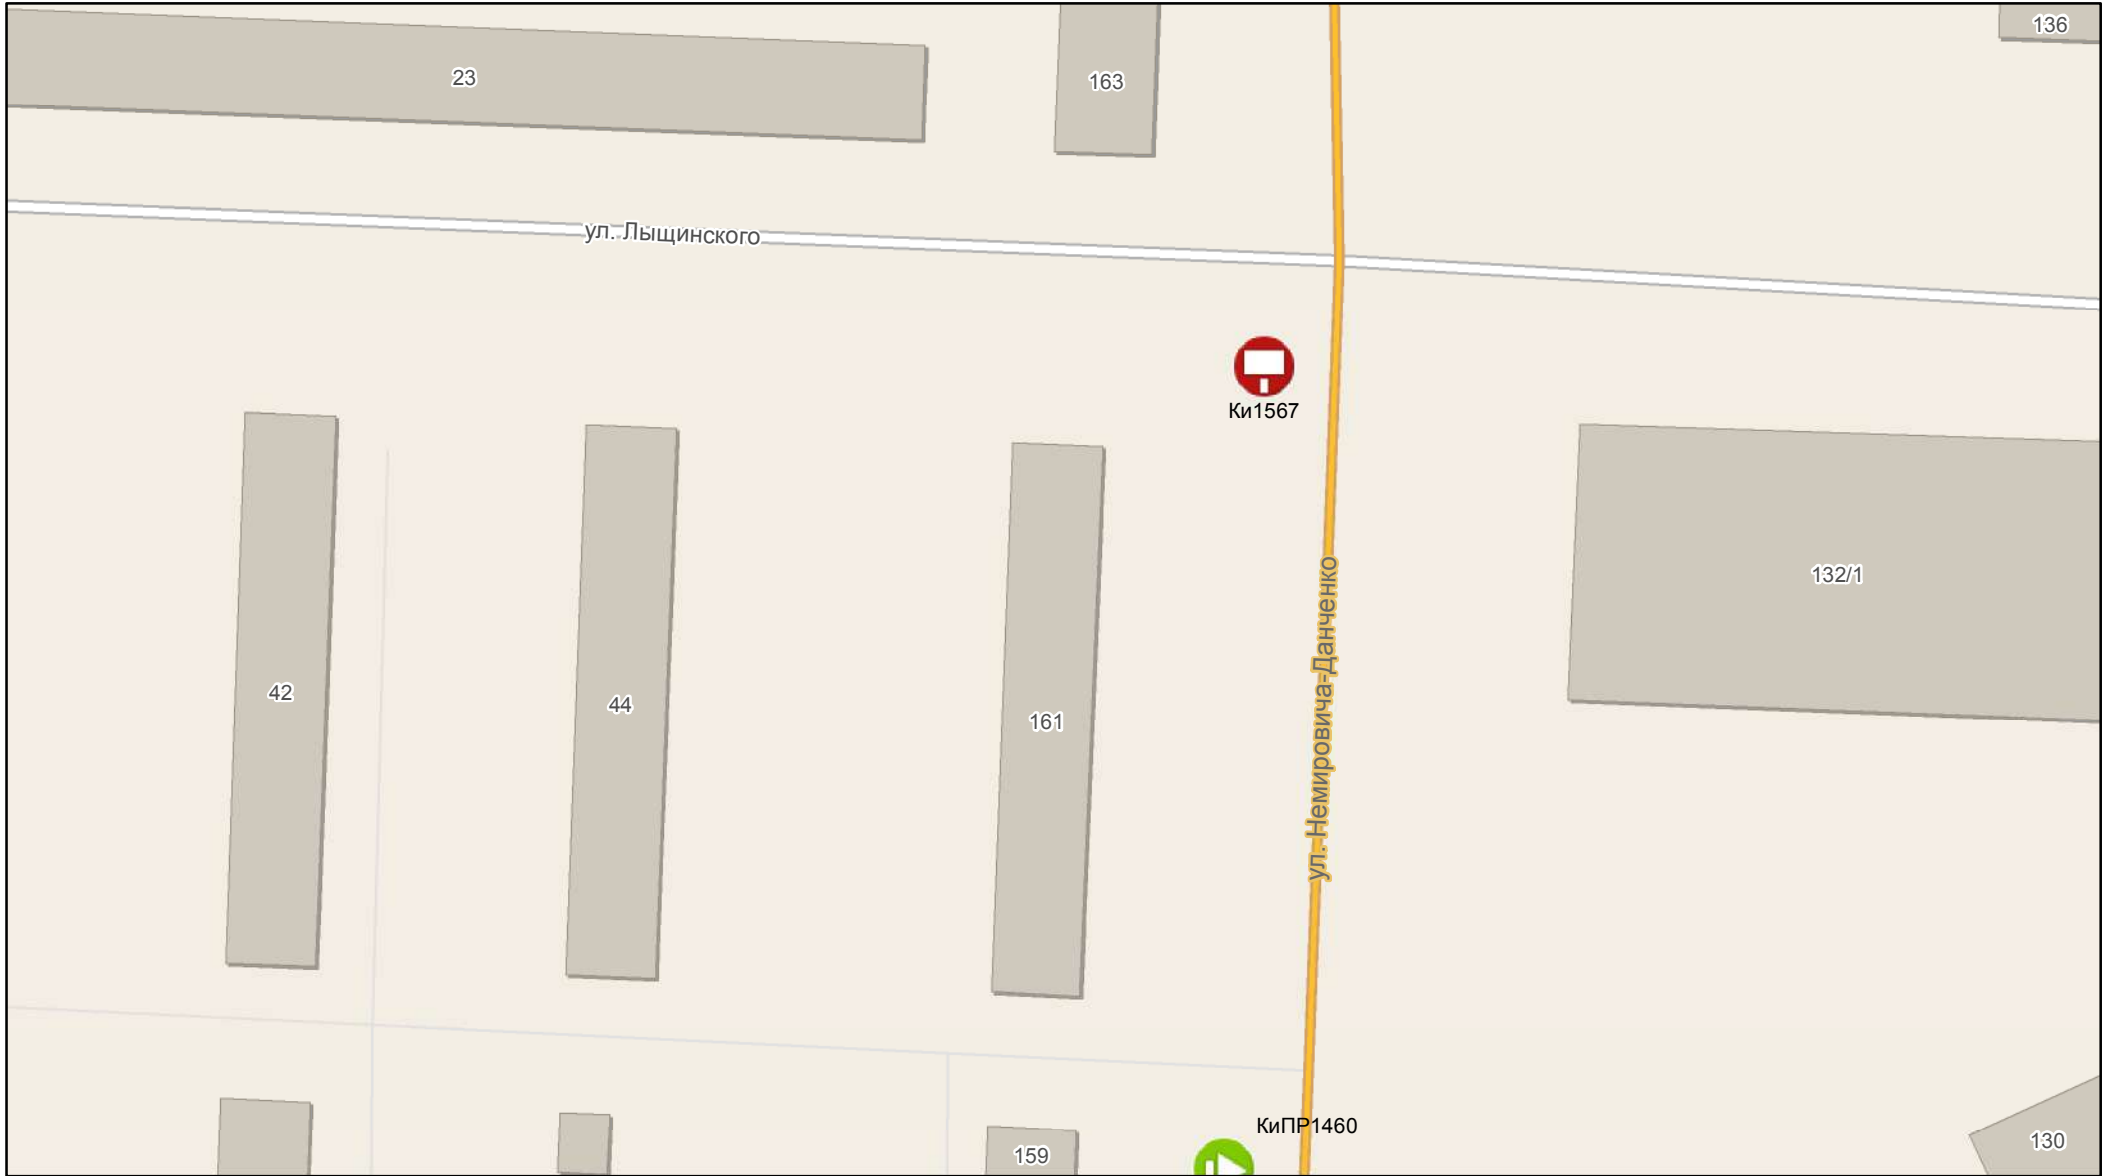 136
23
163
ул. Лыщинского
Ки1567
132/1
ул. Немировича-Данченко
42
44
161
КиПР1460
159
130